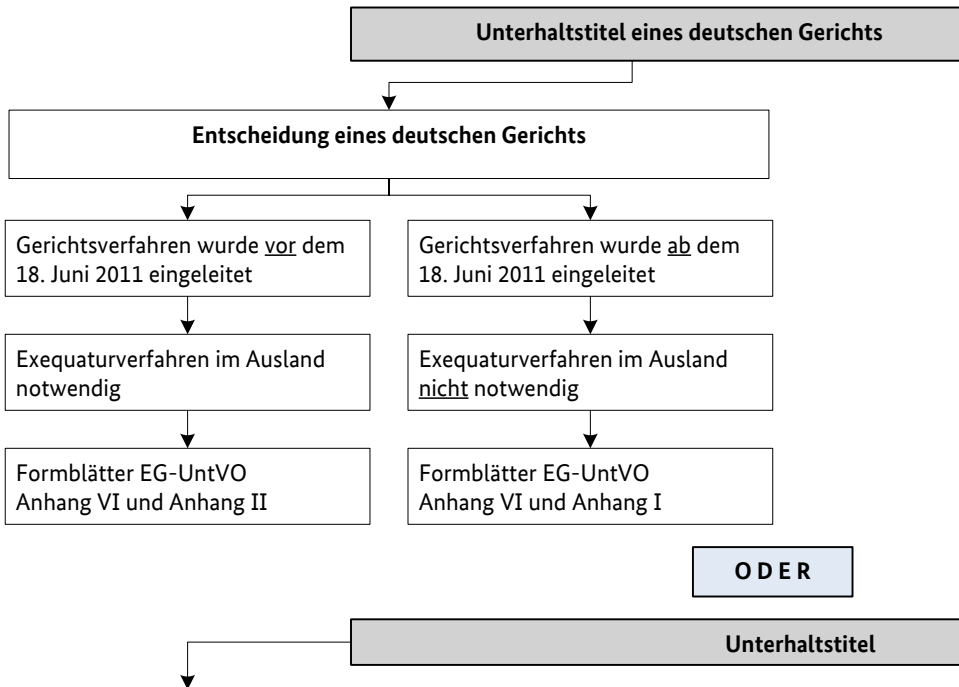 Unterhaltstitel eines deutschen Gerichts
Entscheidung eines deutschen Gerichts
Gerichtsverfahren wurde vor dem
18. Juni 2011 eingeleitet
Exequaturverfahren im Ausland
notwendig
Formblätter EG-UntVO
Anhang VI und Anhang II
Gerichtsverfahren wurde ab dem
18. Juni 2011 eingeleitet
Exequaturverfahren im Ausland
nicht notwendig
Formblätter EG-UntVO
Anhang VI und Anhang I
O D E R
Unterhaltstitel